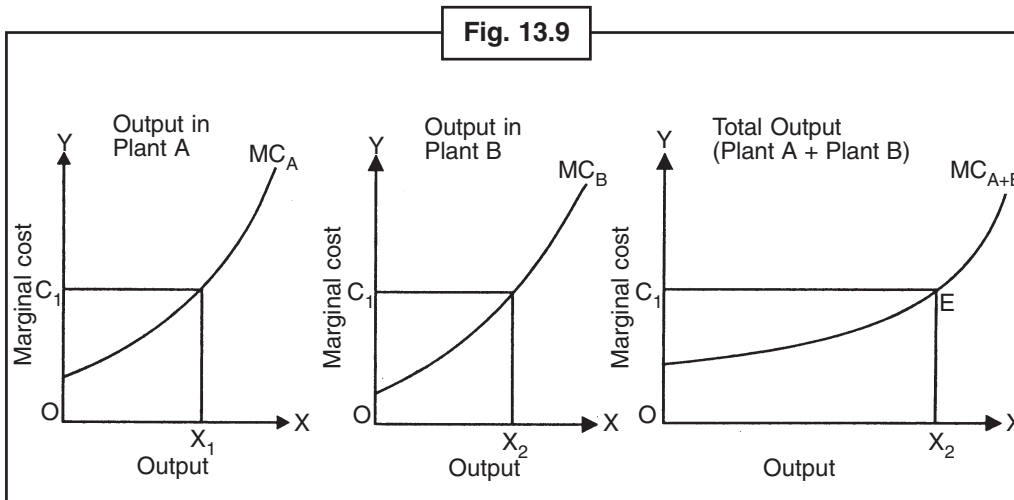 Fig. 13.9
Output in
Plant A
Y
MC_A
Marginal cost
C_1
O
X_1
X
Output
Output in
Plant B
Y
MC_B
Marginal cost
C_1
O
X_2
X
Output
Total Output
(Plant A + Plant B)
Y
MC_A+B
Marginal cost
C_1
E
O
X_2
X
Output